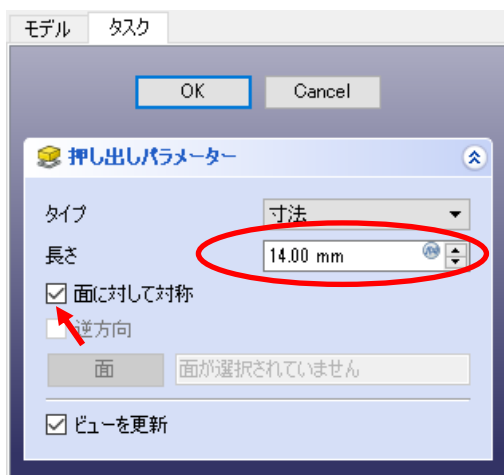 モデル タスク
OK Cancel
押し出しパラメーター
タイプ 寸法
長さ 14.00 mm
面に対して対称
逆方向
面 面が選択されていません
ビューを更新